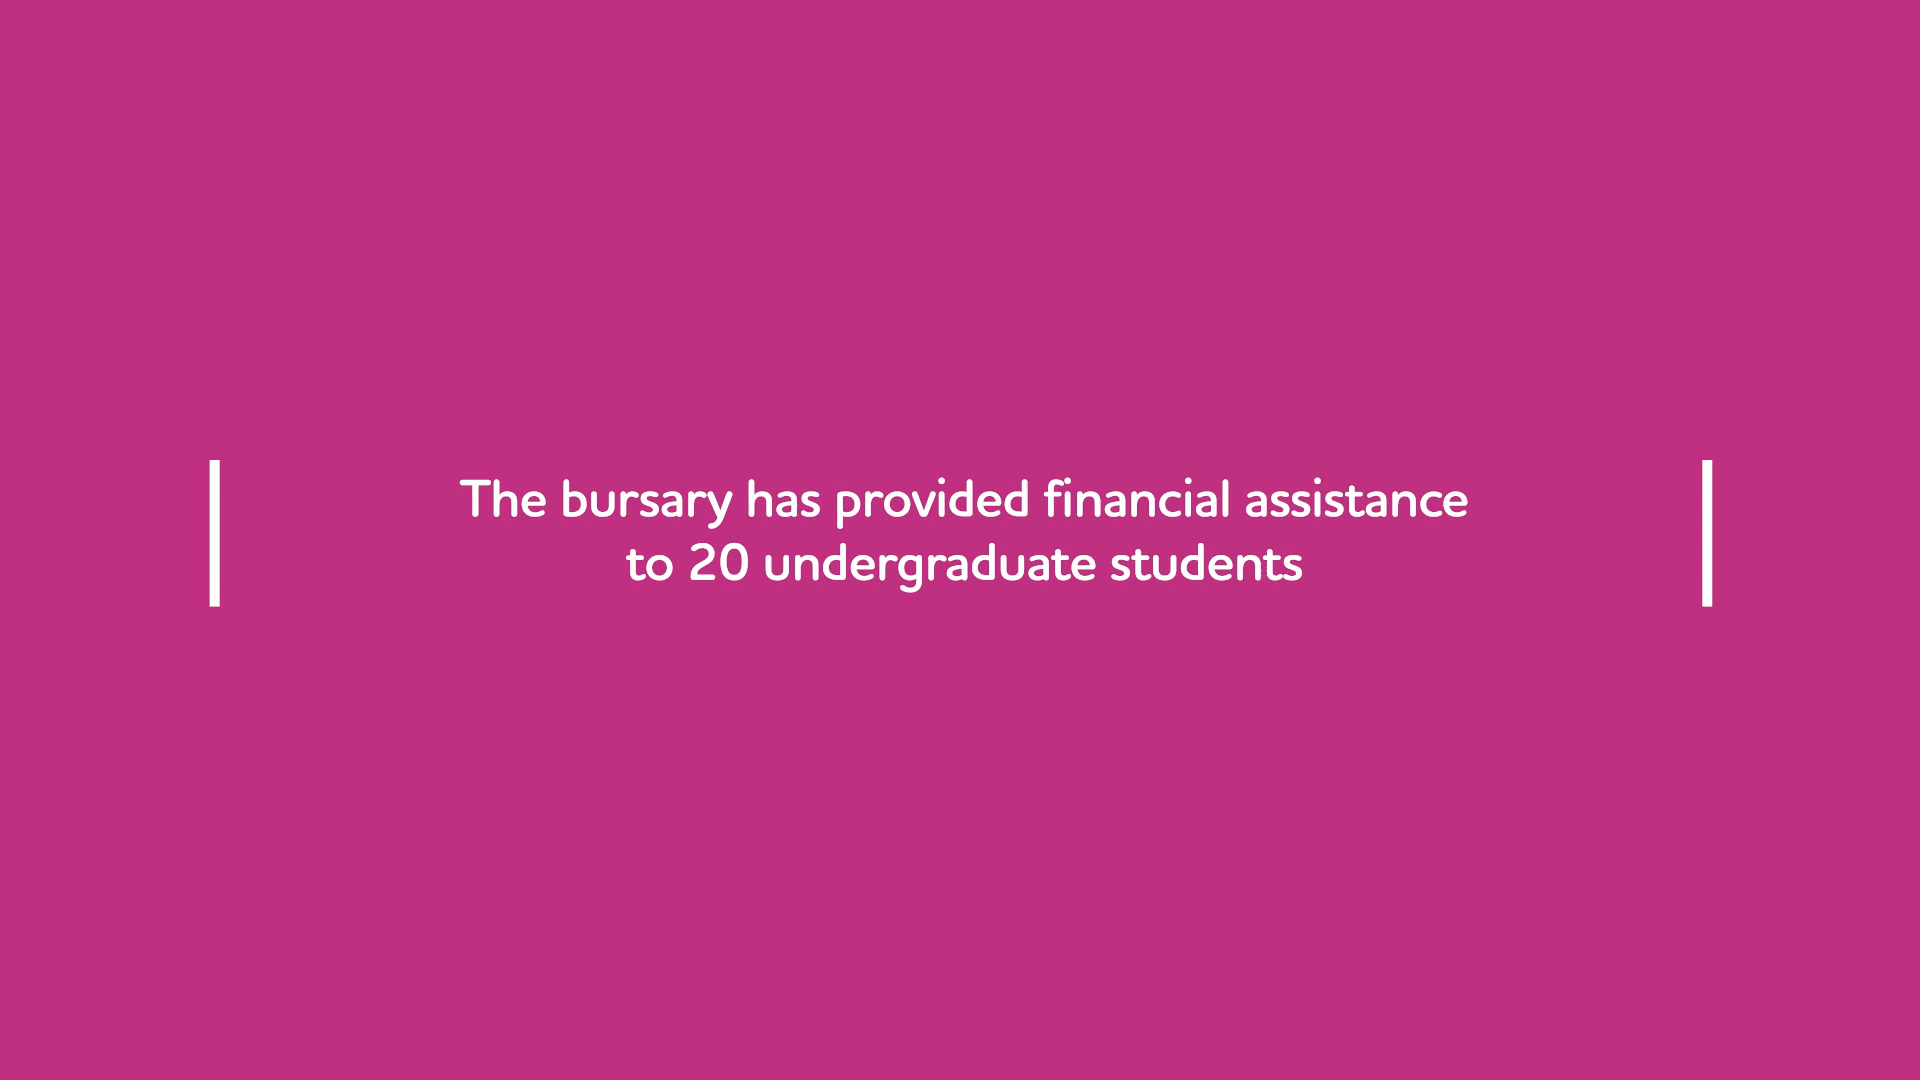 The bursary has provided financial assistance
to 20 undergraduate students